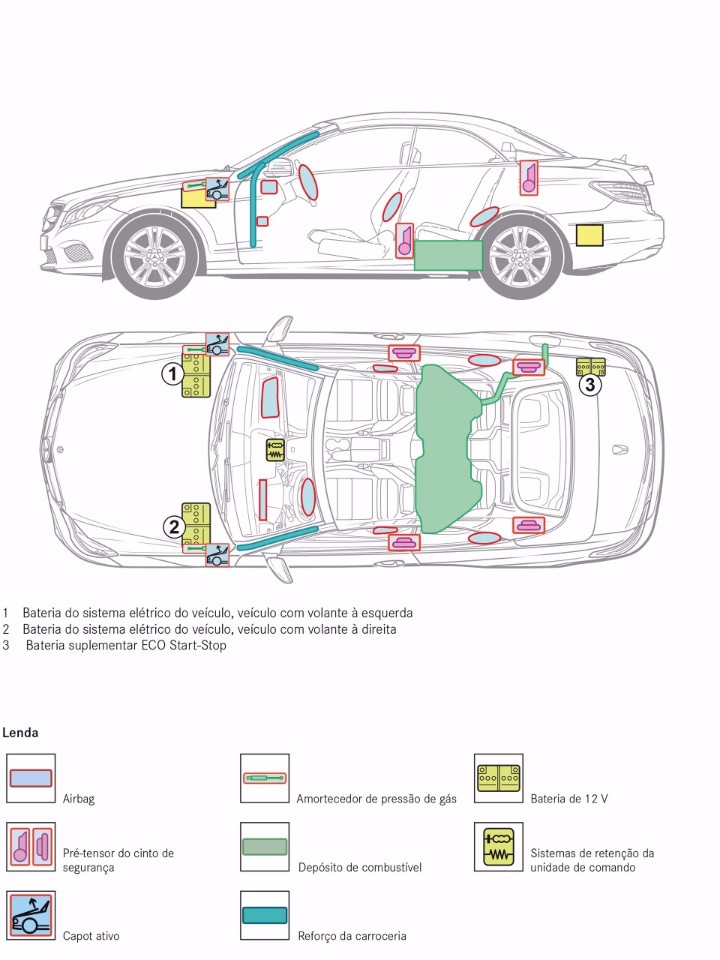 1
2
3
1 Bateria do sistema elétrico do veículo, veículo com volante à esquerda
2 Bateria do sistema elétrico do veículo, veículo com volante à direita
3 Bateria suplementar ECO Start-Stop
Lenda
Airbag
Amortecedor de pressão de gás
Bateria de 12 V
Pré-tensor do cinto de
segurança
Depósito de combustível
Sistemas de retenção da
unidade de comando
Capot ativo
Reforço da carroceria